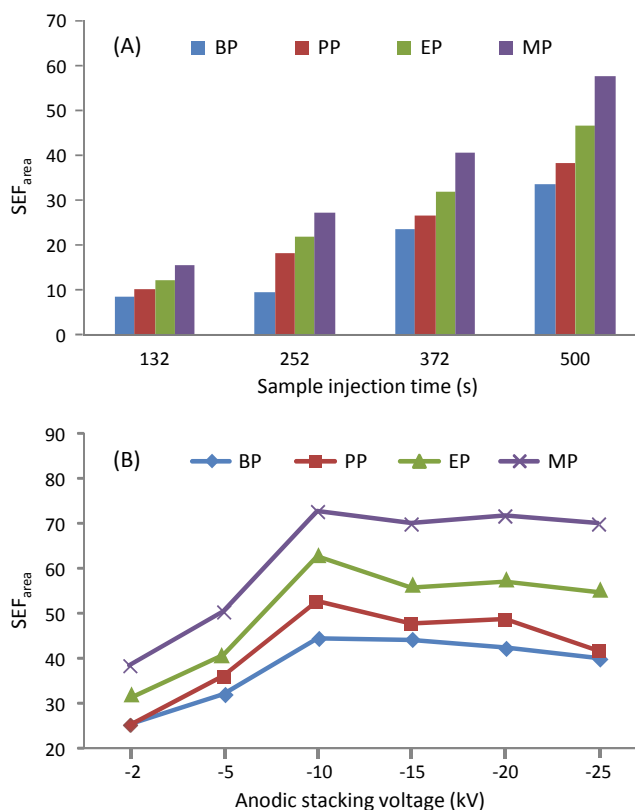 (A) BP PP EP MP
70
60
50
40
30
20
10
0
SEFarea
132 252 372 500
Sample injection time (s)
(B) BP PP EP MP
90
80
70
60
50
40
30
20
SEFarea
-2 -5 -10 -15 -20 -25
Anodic stacking voltage (kV)